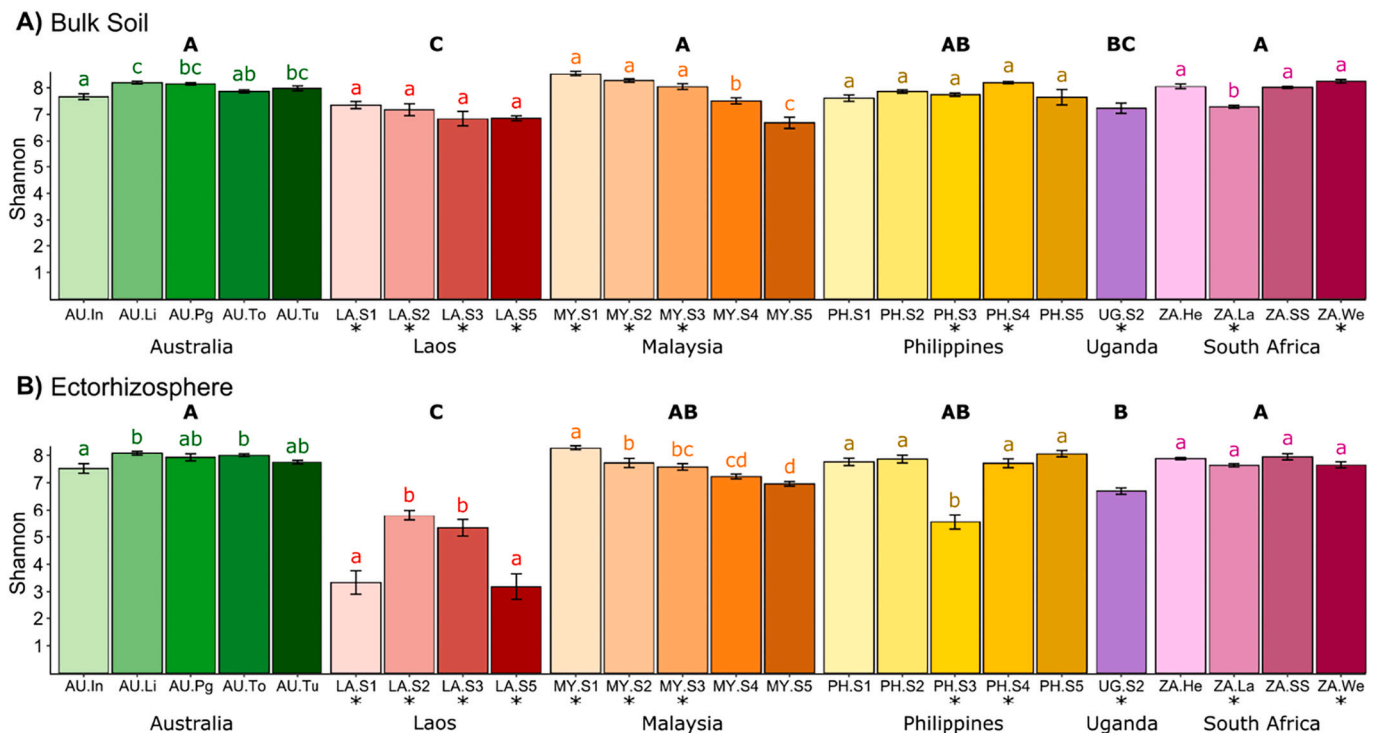 A) Bulk Soil
A C A AB BC A
a c bc ab bc a a a a a a a b c a a a a a a b a a
Shannon
8
7
6
5
4
3
2
1
AU.In AU.Li AU.Pg AU.To AU.Tu LA.S1 LA.S2 LA.S3 LA.S5 MY.S1 MY.S2 MY.S3 MY.S4 MY.S5 PH.S1 PH.S2 PH.S3 PH.S4 PH.S5 UG.S2 ZA.He ZA.La ZA.SS ZA.We
* * * * * * * * * * * *
Australia Laos Malaysia Philippines Uganda South Africa
B) Ectorhizosphere
A C AB AB B A
a b ab b ab a b b a a b bc cd d a a b a a a a a a
Shannon
8
7
6
5
4
3
2
1
AU.In AU.Li AU.Pg AU.To AU.Tu LA.S1 LA.S2 LA.S3 LA.S5 MY.S1 MY.S2 MY.S3 MY.S4 MY.S5 PH.S1 PH.S2 PH.S3 PH.S4 PH.S5 UG.S2 ZA.He ZA.La ZA.SS ZA.We
* * * * * * * * * * * *
Australia Laos Malaysia Philippines Uganda South Africa